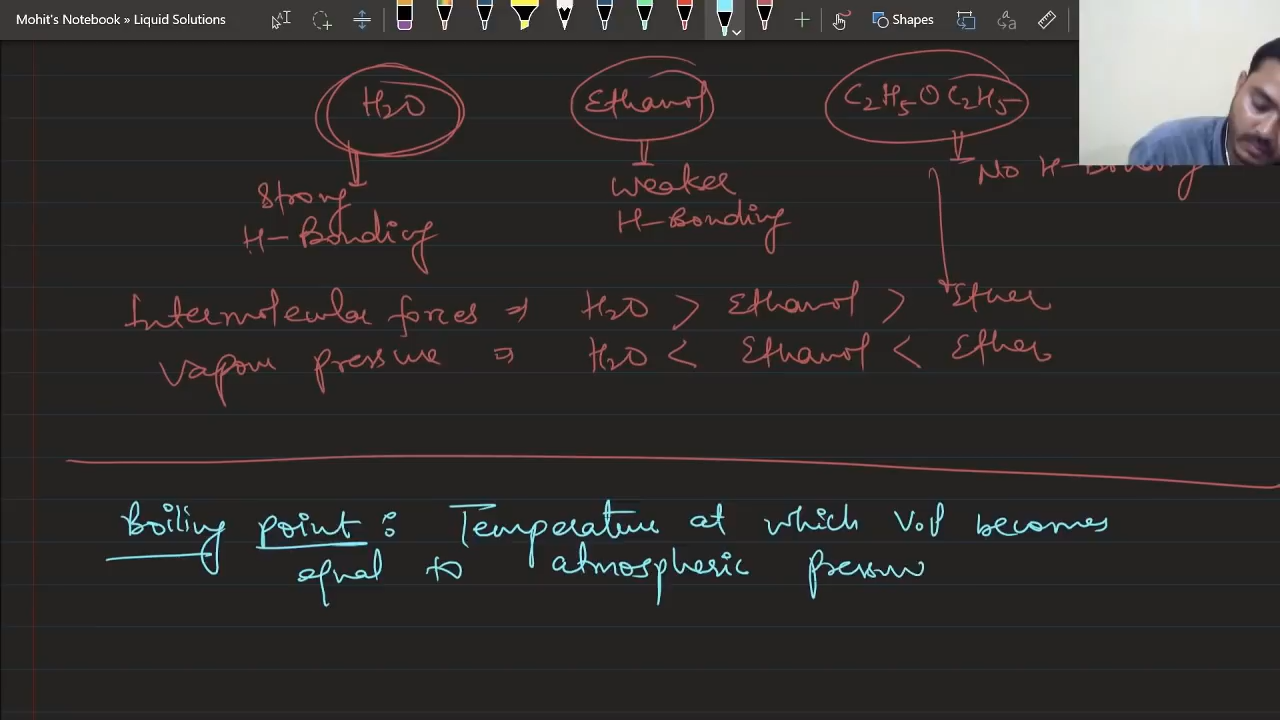 Mohit's Notebook » Liquid Solutions
Shapes
H2O Ethanol C2H5OC2H5
Strong H-Bonding
Weaker H-Bonding
No H-Bonding
Intermolecular forces ⇒ H2O > Ethanol > Ether
Vapour pressure ⇒ H2O < Ethanol < Ether
Boiling point : Temperature at which V.P becomes
equal to atmospheric pressure